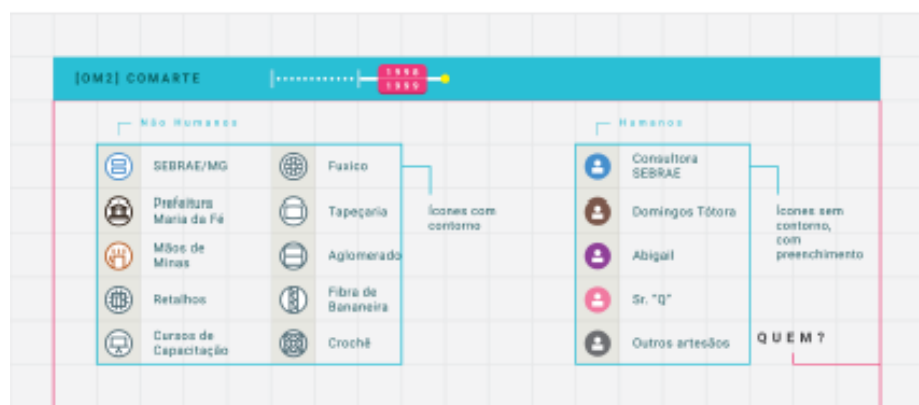 [OM2] COMARTE
1998
1999
Não Humanos
SEBRAE/MG
Prefeitura
Maria da Fé
Mãos de
Minas
Retalhos
Cursos de
Capacitação
Fuxico
Tapeçaria
Aglomerado
Fibra de
Bananeira
Crochê
Ícones com
contorno
Humanos
Consultora
SEBRAE
Domingos Tótora
Abigail
Sr. "Q"
Outros artesãos
Ícones sem
contorno,
com
preenchimento
QUEM?